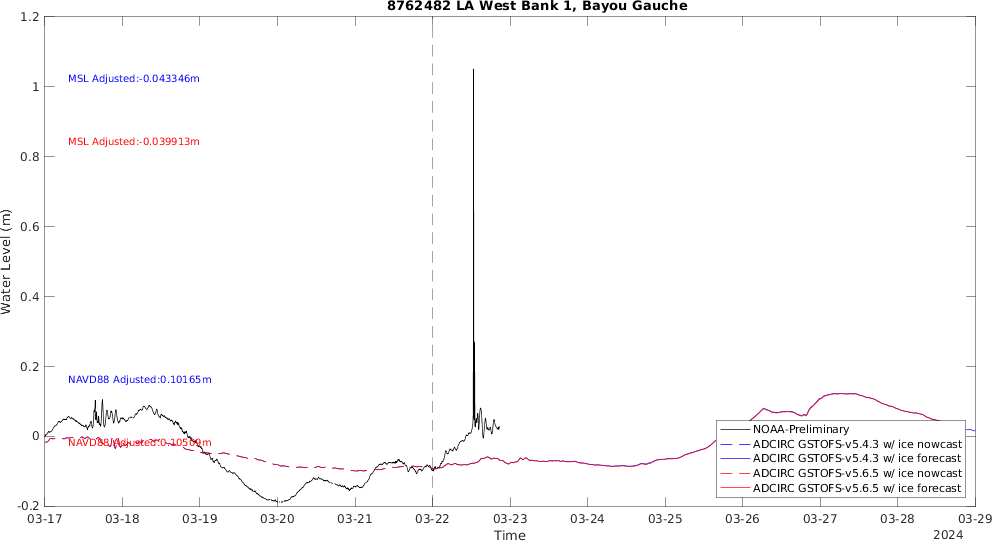 8762482 LA West Bank 1, Bayou Gauche
1.2
1
0.8
0.6
0.4
0.2
0
-0.2
Water Level (m)
MSL Adjusted:-0.043346m
MSL Adjusted:-0.039913m
NAVD88 Adjusted:0.10165m
NAVD88 Adjusted:0.10509m
NOAA-Preliminary
ADCIRC GSTOFS-v5.4.3 w/ ice nowcast
ADCIRC GSTOFS-v5.4.3 w/ ice forecast
ADCIRC GSTOFS-v5.6.5 w/ ice nowcast
ADCIRC GSTOFS-v5.6.5 w/ ice forecast
03-17 03-18 03-19 03-20 03-21 03-22 03-23 03-24 03-25 03-26 03-27 03-28 03-29
Time
2024